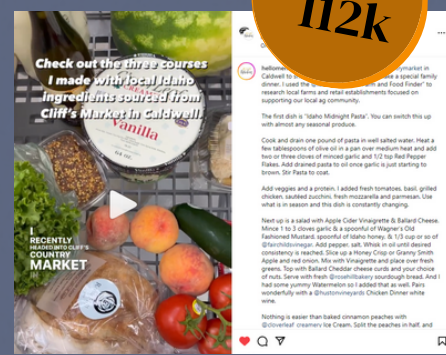 112k
Check out the three courses
I made with local Idaho
ingredients sourced from
Cliff's Market in Caldwell.
CREAM
Vanilla
64 oz.
I
RECENTLY
HEADED INTO CLIFF'S
COUNTRY
MARKET
market in
Caldwell to
ke a special family
dinner. I used the
m and Food Finder" to
research local farms and retail establishments focused on
supporting our local ag community.
The first dish is "Idaho Midnight Pasta". You can switch this up
with almost any seasonal produce.
Cook and drain one pound of pasta in well salted water. Heat a
few tablespoons of olive oil in a pan over medium heat and add
two or three cloves of minced garlic and 1/2 tsp Red Pepper
Flakes. Add drained pasta to oil once garlic is just starting to
brown. Stir Pasta to coat.
Add veggies and a protein. I added fresh tomatoes, basil, grilled
chicken, sautéed zucchini, fresh mozzarella and parmesan. Use
what is in season and this dish is constantly changing.
Next up is a salad with Apple Cider Vinaigrette & Ballard Cheese.
Mince 1 to 3 cloves garlic & a spoonful of Wagner's Old
Fashioned Mustard, spoonful of Idaho honey, & 1/3 cup or so of
@fairchildsvinegar. Add pepper, salt. Whisk in oil until desired
consistency is reached. Slice up a Honey Crisp or Granny Smith
Apple and red onion. Mix with Vinaigrette and place over fresh
greens. Top with Ballard Cheddar cheese curds and your choice
of nuts. Serve with fresh @rosehillbakery sourdough bread. And I
had some yummy Watermelon so I added that as well. Pairs
wonderfully with a @hustonvineyards Chicken Dinner white
wine.
Nothing is easier than baked cinnamon peaches with
@cloverleaf_creamery Ice Cream. Split the peaches in half, and